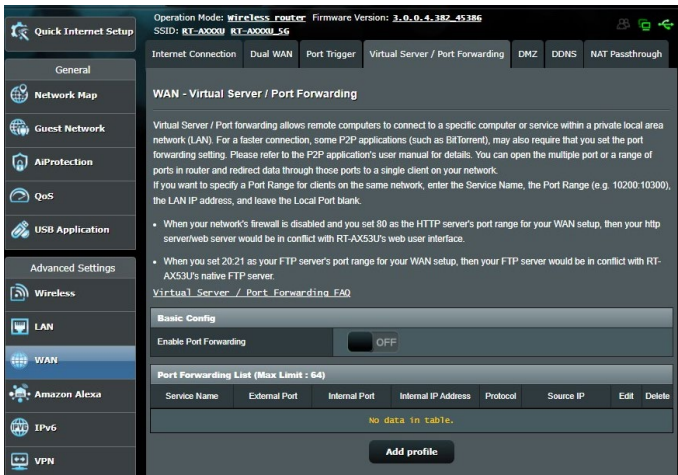 Quick Internet Setup
General
Network Map
Guest Network
AiProtection
QoS
USB Application
Advanced Settings
Wireless
LAN
WAN
Amazon Alexa
IPv6
VPN
Operation Mode: Wireless router Firmware Version: 3.0.0.4.382_45386
SSID: RT-AXXXU RT-AXXXU_5G
Internet Connection Dual WAN Port Trigger Virtual Server / Port Forwarding DMZ DDNS NAT Passthrough
WAN - Virtual Server / Port Forwarding
Virtual Server / Port forwarding allows remote computers to connect to a specific computer or service within a private local area
network (LAN). For a faster connection, some P2P applications (such as BitTorrent), may also require that you set the port
forwarding setting. Please refer to the P2P application's user manual for details. You can open the multiple port or a range of
ports in router and redirect data through those ports to a single client on your network.
If you want to specify a Port Range for clients on the same network, enter the Service Name, the Port Range (e.g. 10200:10300),
the LAN IP address, and leave the Local Port blank.
• When your network's firewall is disabled and you set 80 as the HTTP server's port range for your WAN setup, then your http
server/web server would be in conflict with RT-AX53U's web user interface.
• When you set 20:21 as your FTP server's port range for your WAN setup, then your FTP server would be in conflict with RT-
AX53U's native FTP server.
Virtual Server / Port Forwarding FAQ
Basic Config
Enable Port Forwarding OFF
Port Forwarding List (Max Limit : 64)
Service Name External Port Internal Port Internal IP Address Protocol Source IP Edit Delete
No data in table.
Add profile